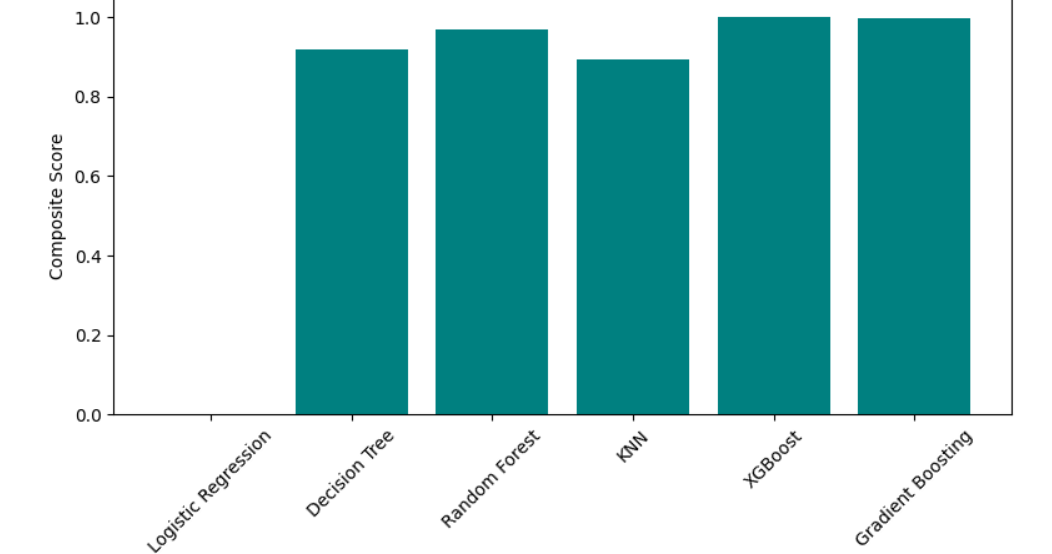 1.0
0.8
0.6
0.4
0.2
0.0
Composite Score
Logistic Regression
Decision Tree
Random Forest
KNN
XGBoost
Gradient Boosting